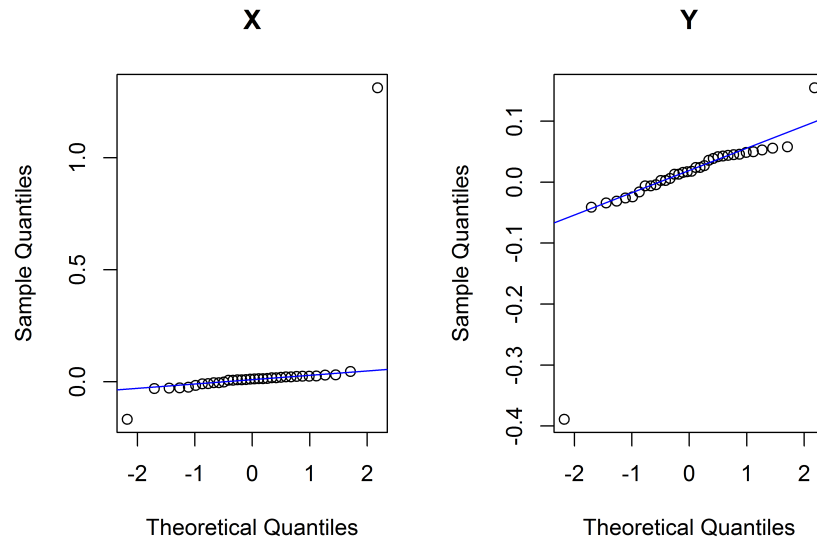 X
Sample Quantiles
1.0
0.5
0.0
-2 -1 0 1 2
Theoretical Quantiles
Y
Sample Quantiles
0.1
0.0
-0.1
-0.2
-0.3
-0.4
-2 -1 0 1 2
Theoretical Quantiles